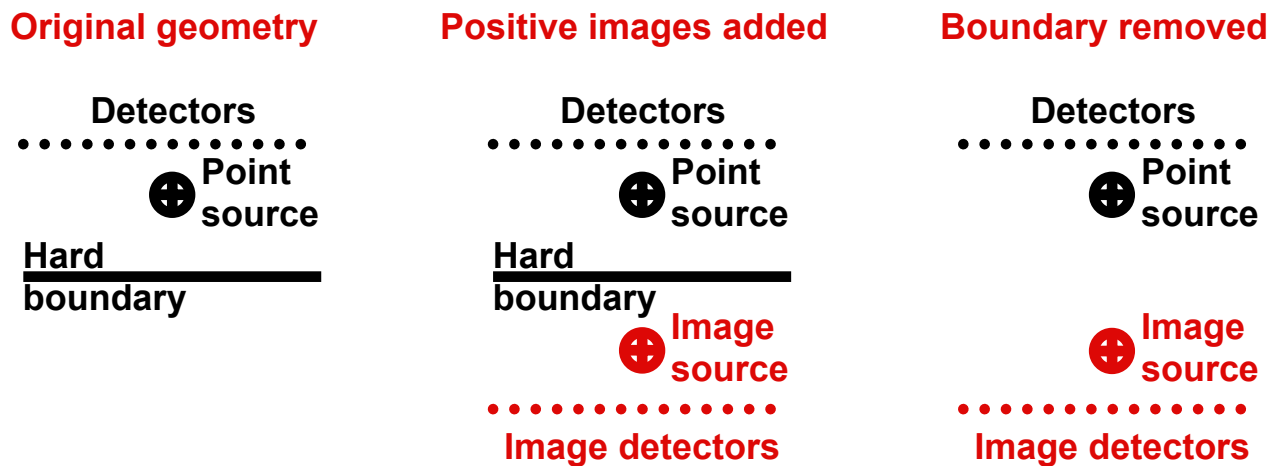 Original geometry
Detectors
Point
source
Hard
boundary
Positive images added
Detectors
Point
source
Hard
boundary
Image
source
Image detectors
Boundary removed
Detectors
Point
source
Image
source
Image detectors